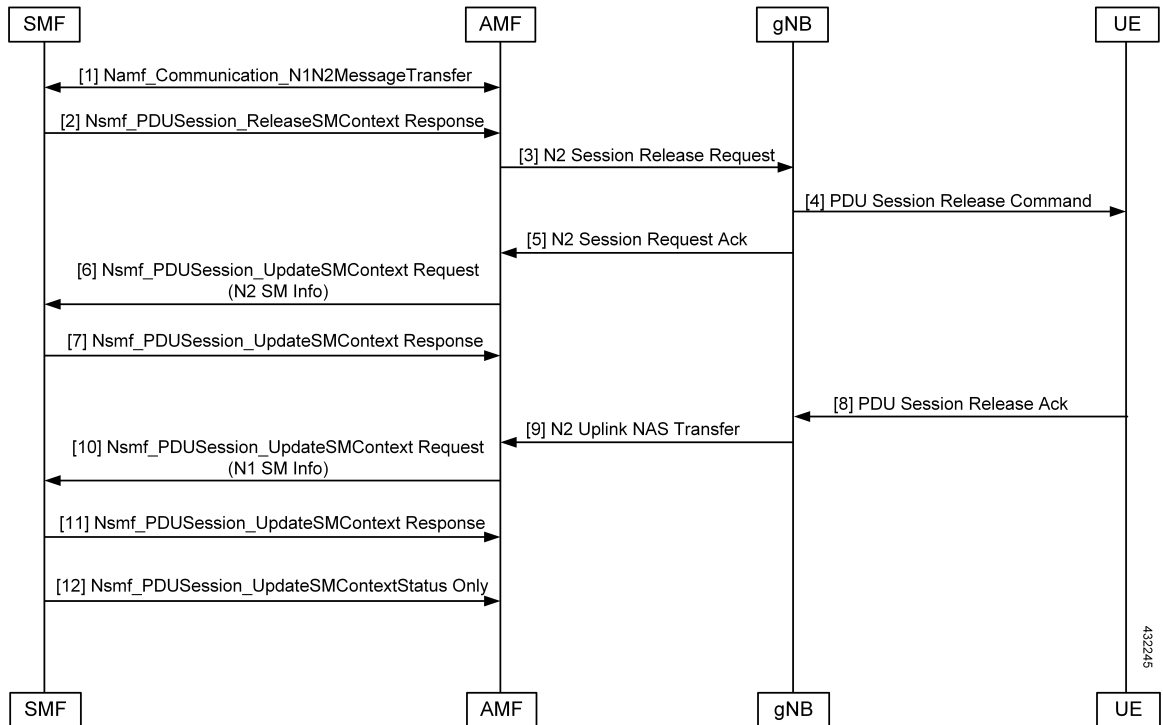 SMF
AMF
gNB
UE
[1] Namf_Communication_N1N2MessageTransfer
[2] Nsmf_PDUSession_ReleaseSMContext Response
[3] N2 Session Release Request
[4] PDU Session Release Command
[5] N2 Session Request Ack
[6] Nsmf_PDUSession_UpdateSMContext Request
(N2 SM Info)
[7] Nsmf_PDUSession_UpdateSMContext Response
[8] PDU Session Release Ack
[9] N2 Uplink NAS Transfer
[10] Nsmf_PDUSession_UpdateSMContext Request
(N1 SM Info)
[11] Nsmf_PDUSession_UpdateSMContext Response
[12] Nsmf_PDUSession_UpdateSMContextStatus Only
432245
SMF
AMF
gNB
UE